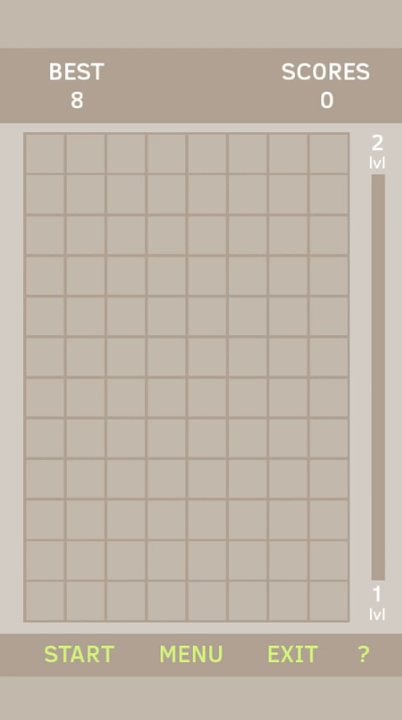 BEST SCORES
8 0
2
lvl
1
lvl
START MENU EXIT ?